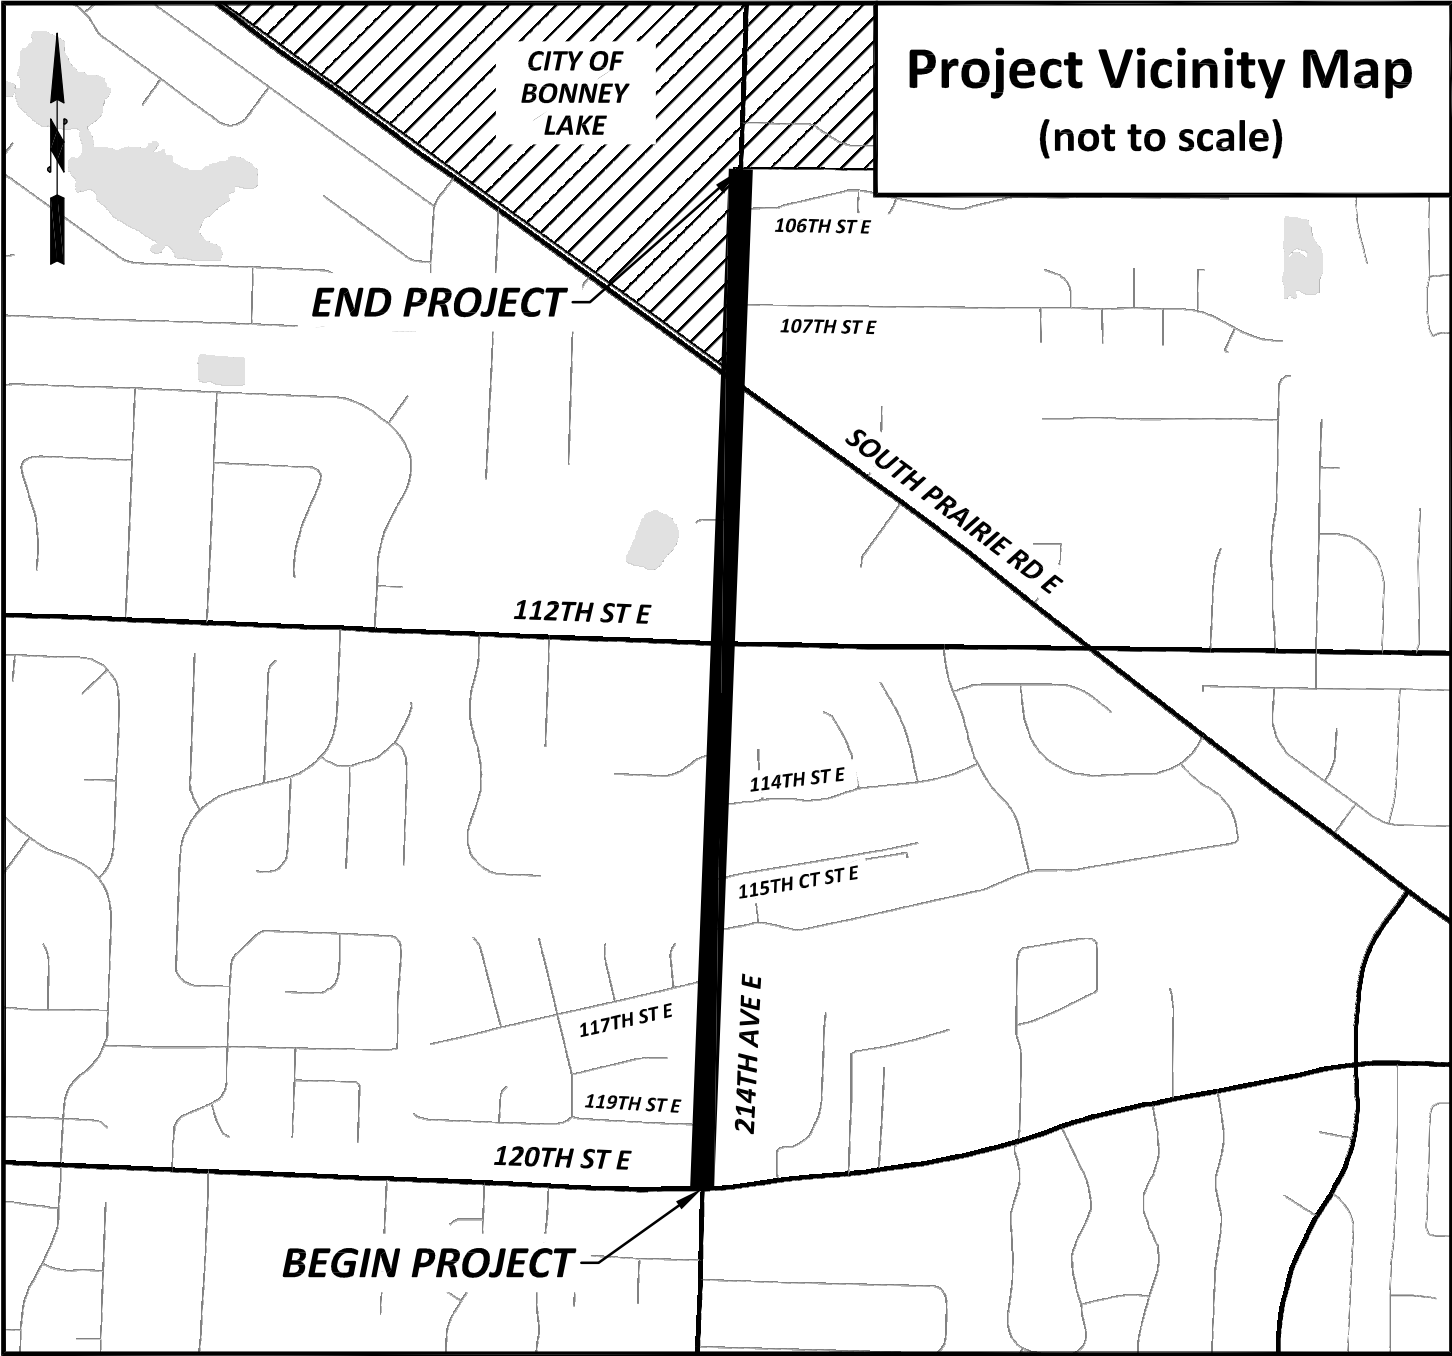 Project Vicinity Map
(not to scale)
CITY OF
BONNEY
LAKE
N
106TH ST E
END PROJECT
107TH ST E
SOUTH PRAIRIE RD E
112TH ST E
114TH ST E
115TH CT ST E
117TH ST E
214TH AVE E
119TH ST E
120TH ST E
BEGIN PROJECT